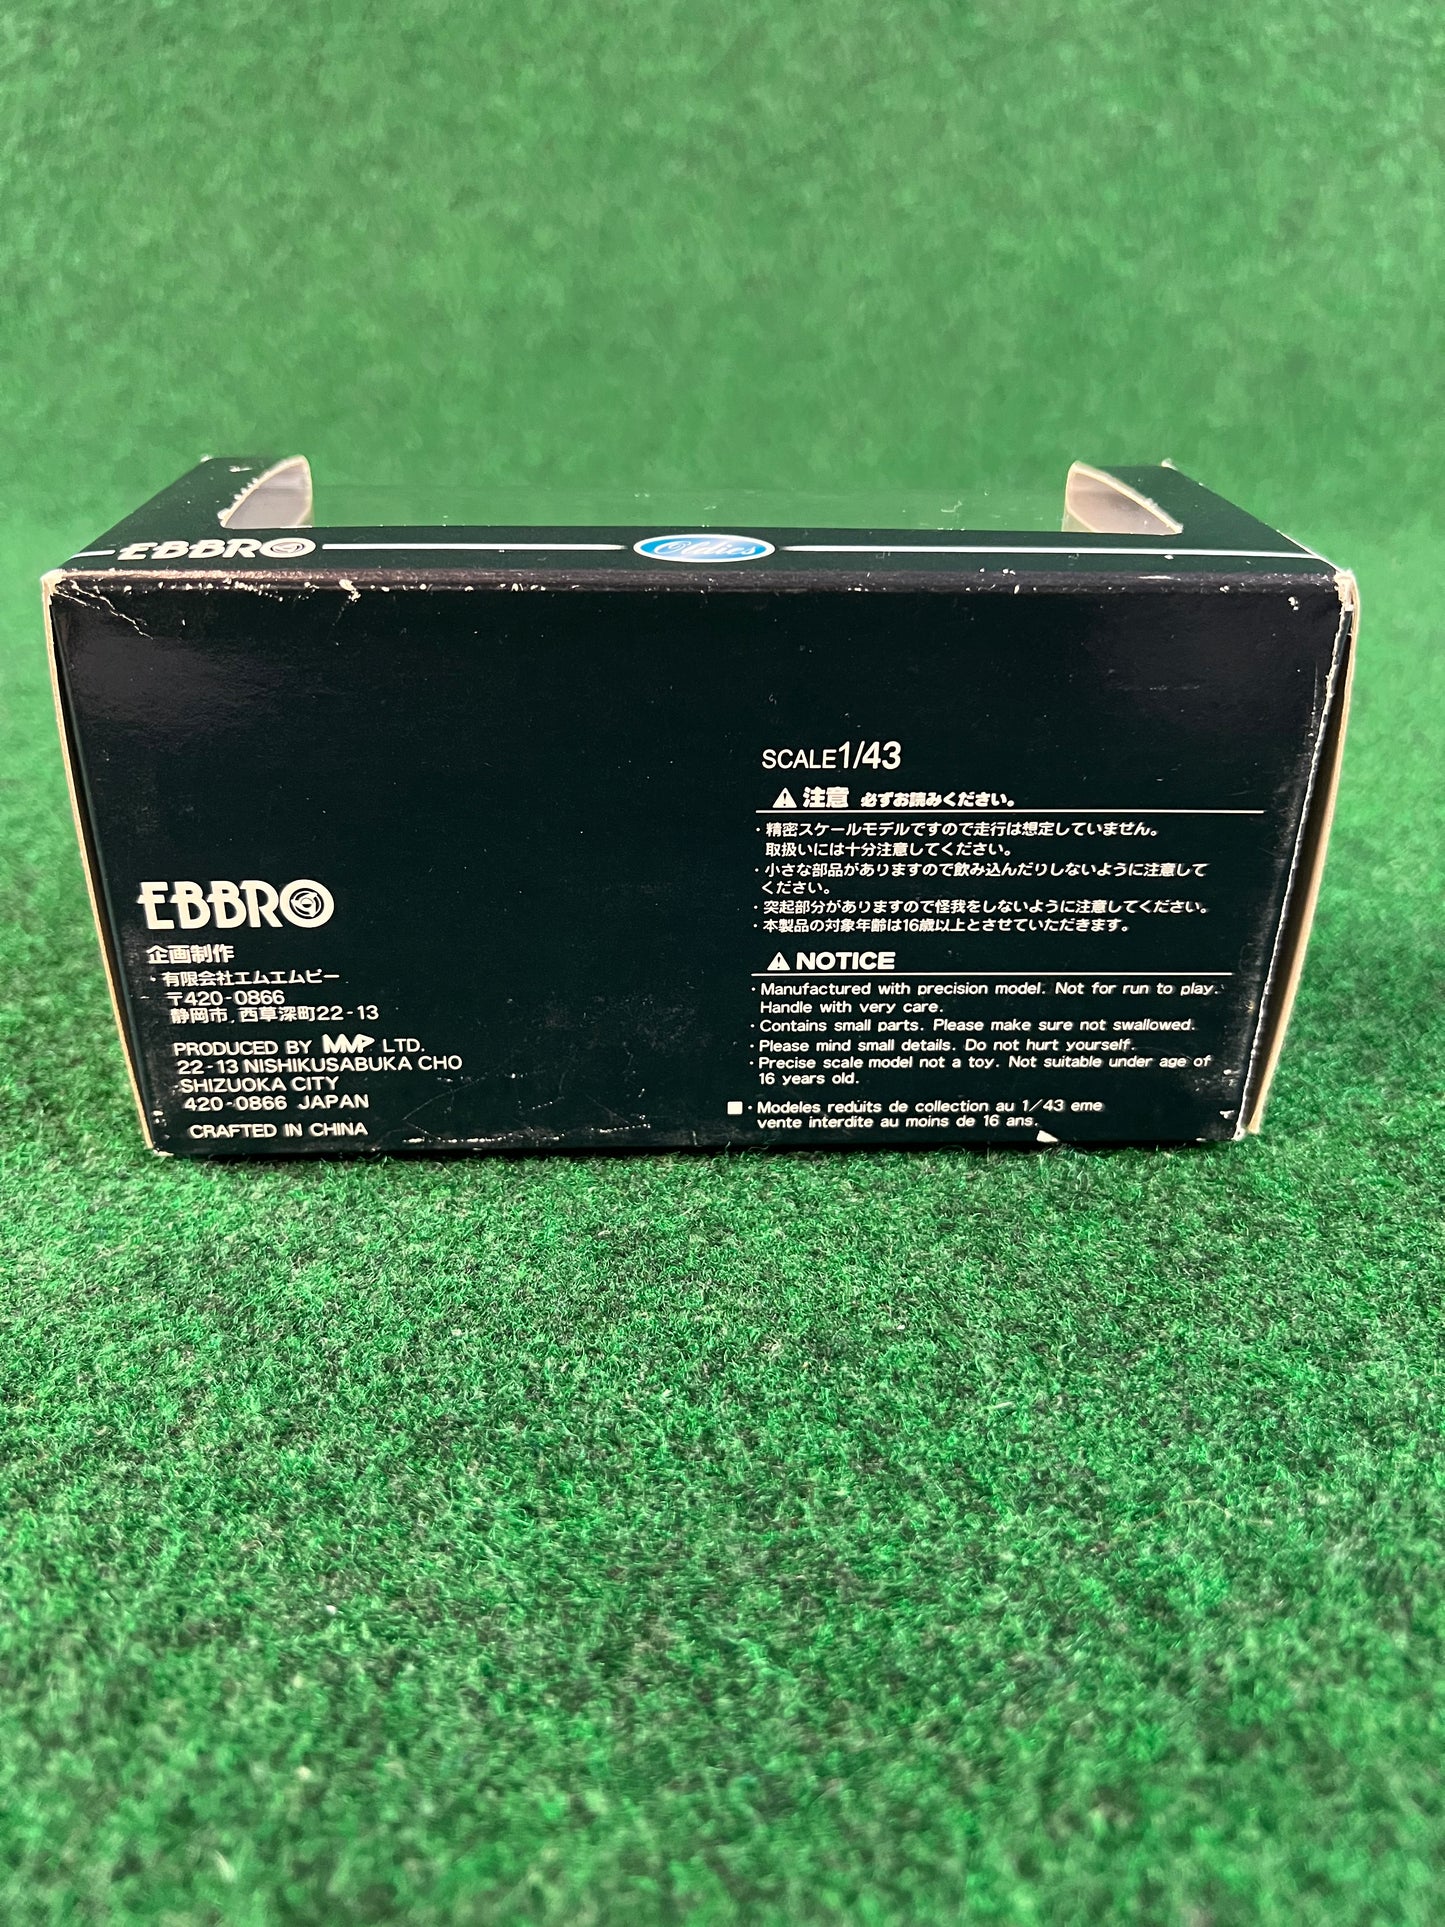 EBBRO
Oldies
SCALE1/43
注意 必ずお読みください。
・精密スケールモデルですので走行は想定していません。
取扱いには十分注意してください。
・小さな部品がありますので飲み込んだりしないように注意して
ください。
・突起部分がありますので怪我をしないように注意してください。
・本製品の対象年齢は16歳以上とさせていただきます。
NOTICE
・Manufactured with precision model. Not for run to play.
Handle with very care.
・Contains small parts. Please make sure not swallowed.
・Please mind small details. Do not hurt yourself.
・Precise scale model not a toy. Not suitable under age of
16 years old.
・Modeles reduits de collection au 1/43 eme
vente interdite au moins de 16 ans.
EBBRO
企画制作
・有限会社エムエムピー
〒420-0866
静岡市,西草深町22-13
PRODUCED BY MMP LTD.
22-13 NISHIKUSABUKA CHO
SHIZUOKA CITY
420-0866 JAPAN
CRAFTED IN CHINA